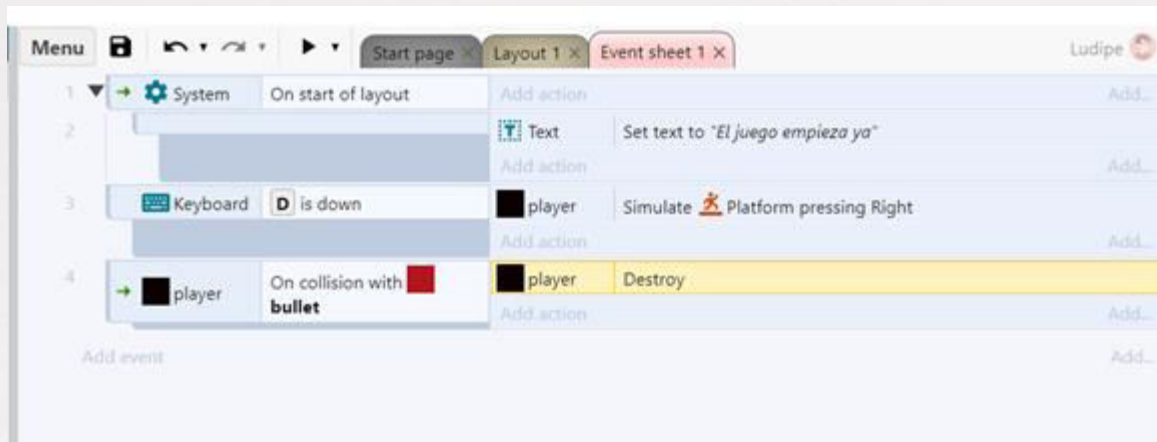 Menu Start page × Layout 1 × Event sheet 1 × Ludipe
1 System On start of layout Add action Add...
2 T Text Set text to "El juego empieza ya"
Add action Add...
3 Keyboard D is down player Simulate Platform pressing Right
Add action Add...
4 player On collision with bullet player Destroy
Add action Add...
Add event Add...